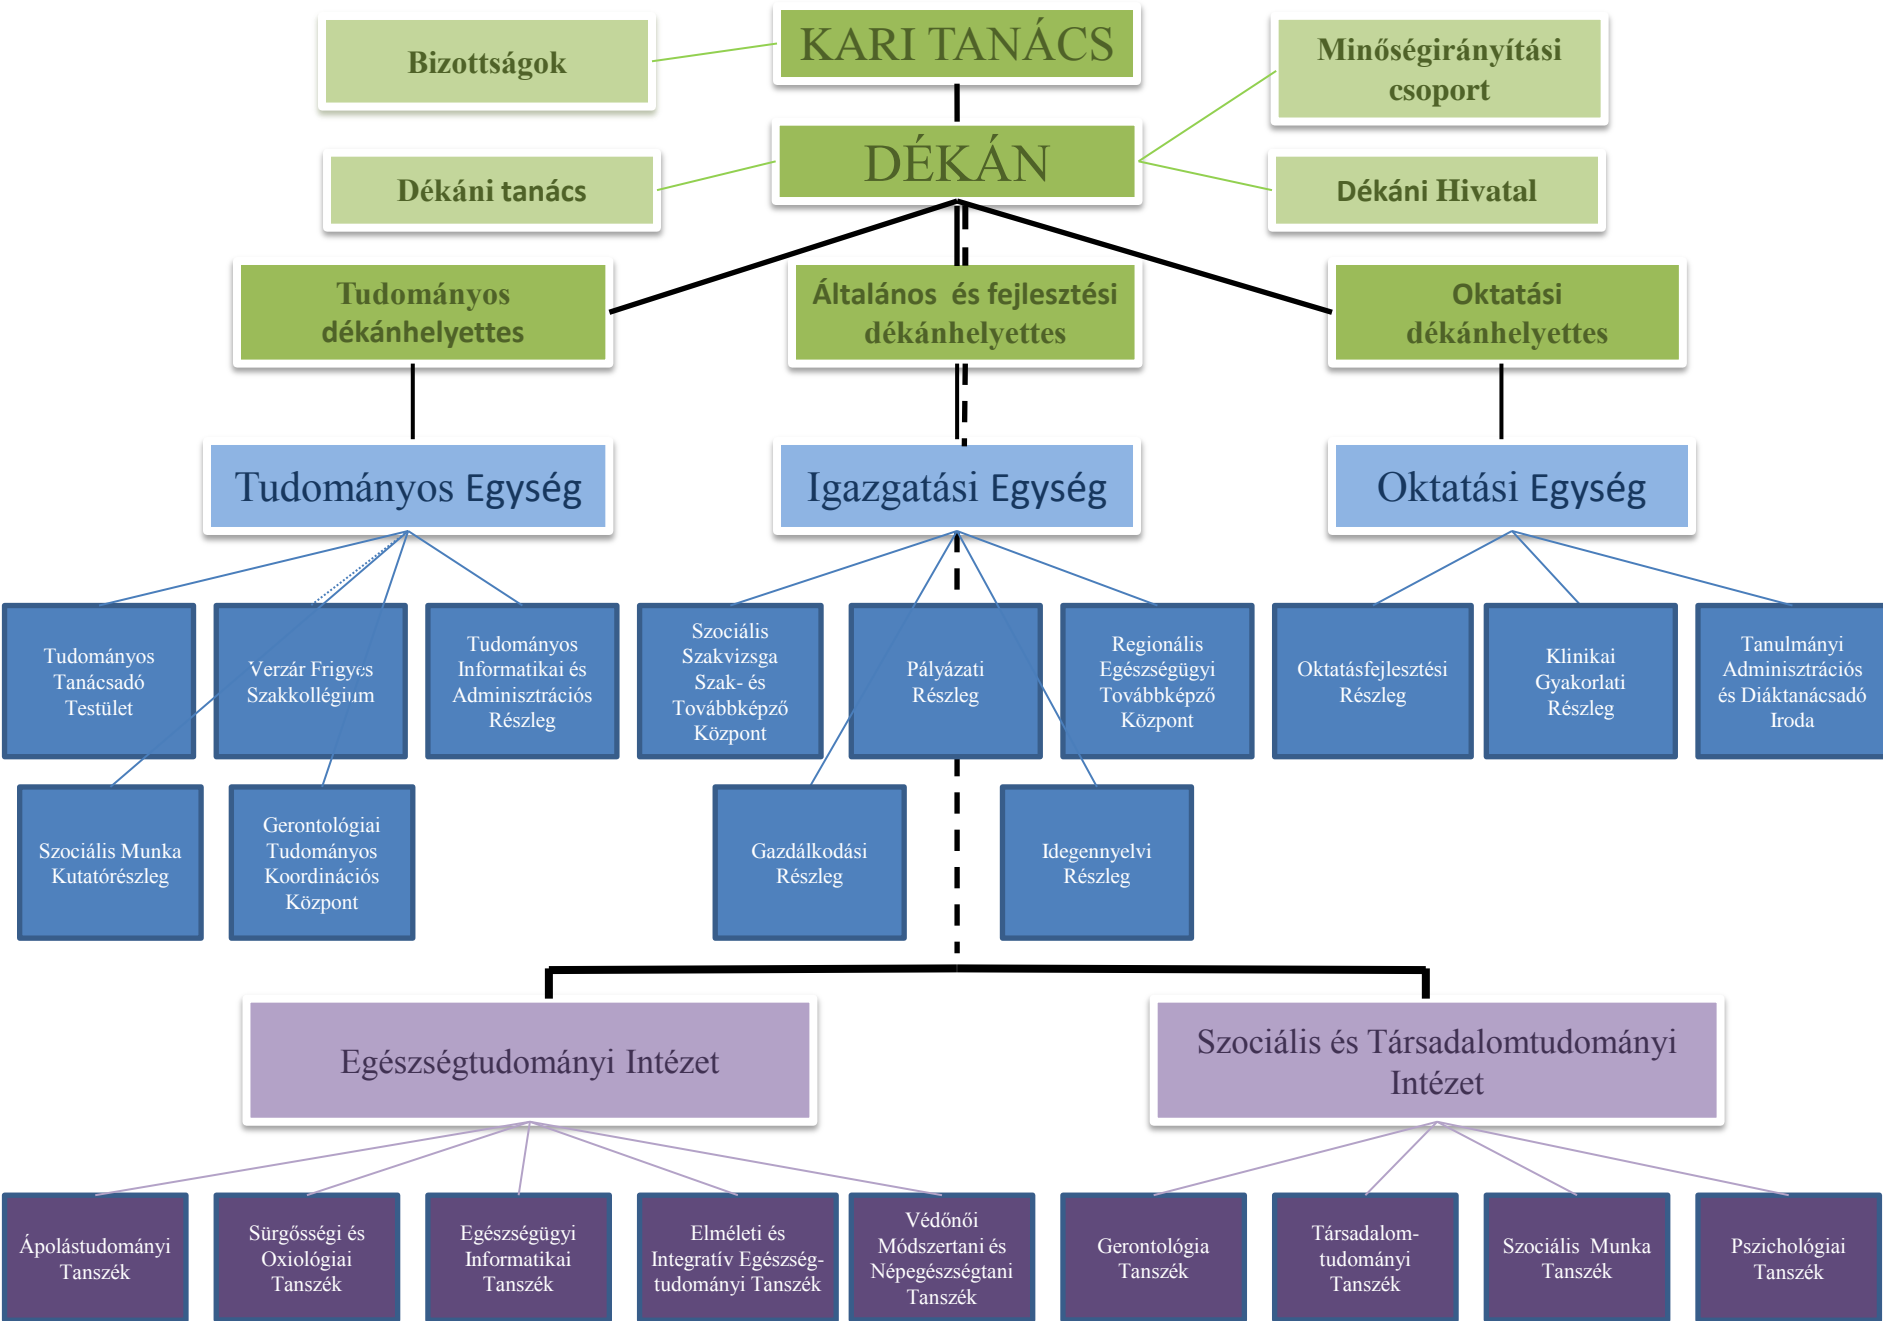 KARI TANÁCS
Bizottságok
Minőségirányítási
csoport
DÉKÁN
Dékáni tanács
Dékáni Hivatal
Tudományos
dékánhelyettes
Általános és fejlesztési
dékánhelyettes
Oktatási
dékánhelyettes
Tudományos Egység
Igazgatási Egység
Oktatási Egység
Tudományos
Tanácsadó
Testület
Verzár Frigyes
Szakkollégium
Tudományos
Informatikai és
Adminisztrációs
Részleg
Szociális
Szakvizsga
Szak- és
Továbbképző
Központ
Pályázati
Részleg
Regionális
Egészségügyi
Továbbképző
Központ
Oktatásfejlesztési
Részleg
Klinikai
Gyakorlati
Részleg
Tanulmányi
Adminisztrációs
és Diáktanácsadó
Iroda
Szociális Munka
Kutatórészleg
Gerontológiai
Tudományos
Koordinációs
Központ
Gazdálkodási
Részleg
Idegennyelvi
Részleg
Egészségtudományi Intézet
Szociális és Társadalomtudományi
Intézet
Ápolástudományi
Tanszék
Sürgősségi és
Oxiológiai
Tanszék
Egészségügyi
Informatikai
Tanszék
Elméleti és
Integratív Egészség-
tudományi Tanszék
Védőnői
Módszertani és
Népegészségtani
Tanszék
Gerontológia
Tanszék
Társadalom-
tudományi
Tanszék
Szociális Munka
Tanszék
Pszichológiai
Tanszék